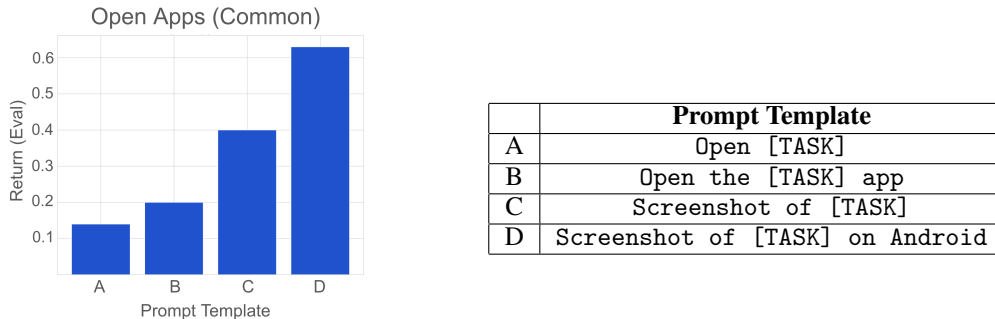 Open Apps (Common)
Return (Eval)
0.6
0.5
0.4
0.3
0.2
0.1
A B C D
Prompt Template
Prompt Template
A Open [TASK]
B Open the [TASK] app
C Screenshot of [TASK]
D Screenshot of [TASK] on Android